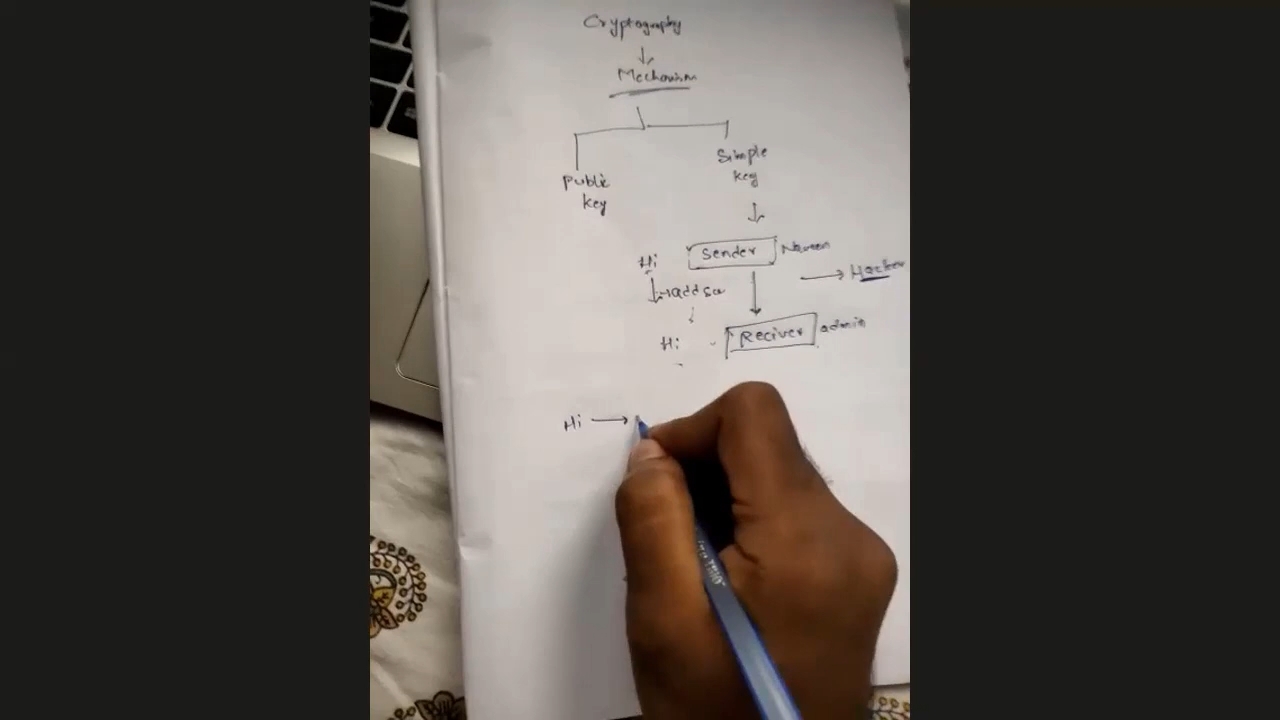 Cryptography
Mechanism
Public
key
Simple
key
Hi
Sender
Naveen
Hacker
Hi
Reciver
admin
Hi